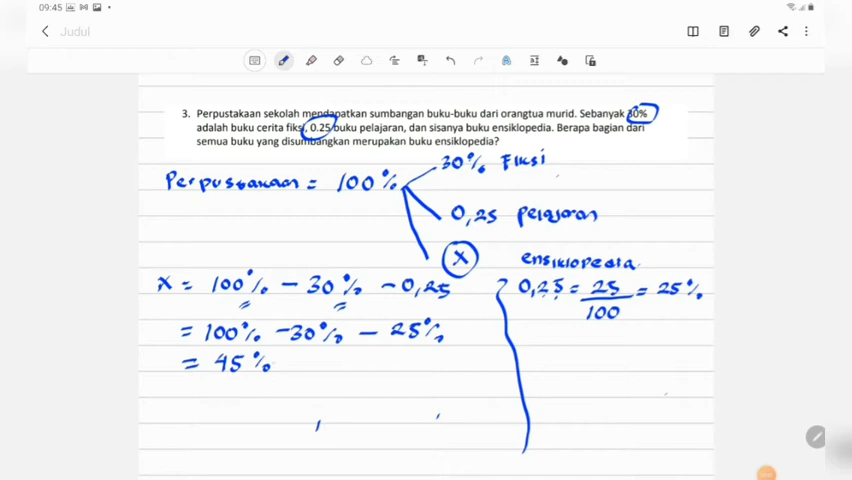 09:45
Judul
3. Perpustakaan sekolah mendapatkan sumbangan buku-buku dari orangtua murid. Sebanyak 30%
adalah buku cerita fiksi, 0.25 buku pelajaran, dan sisanya buku ensiklopedia. Berapa bagian dari
semua buku yang disumbangkan merupakan buku ensiklopedia?
30% Fiksi
Perpustakaan = 100%
0,25 pelajaran
X ensiklopedia
X = 100% - 30% - 0,25
0,25 = 25/100 = 25%
= 100% - 30% - 25%
= 45%